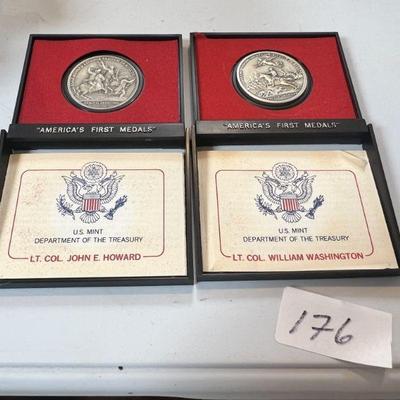 "AMERICA'S FIRST MEDALS"
"AMERICA'S FIRST MEDALS"
U.S. MINT
DEPARTMENT OF THE TREASURY
LT. COL. JOHN E. HOWARD
U.S. MINT
DEPARTMENT OF THE TREASURY
LT. COL. WILLIAM WASHINGTON
176